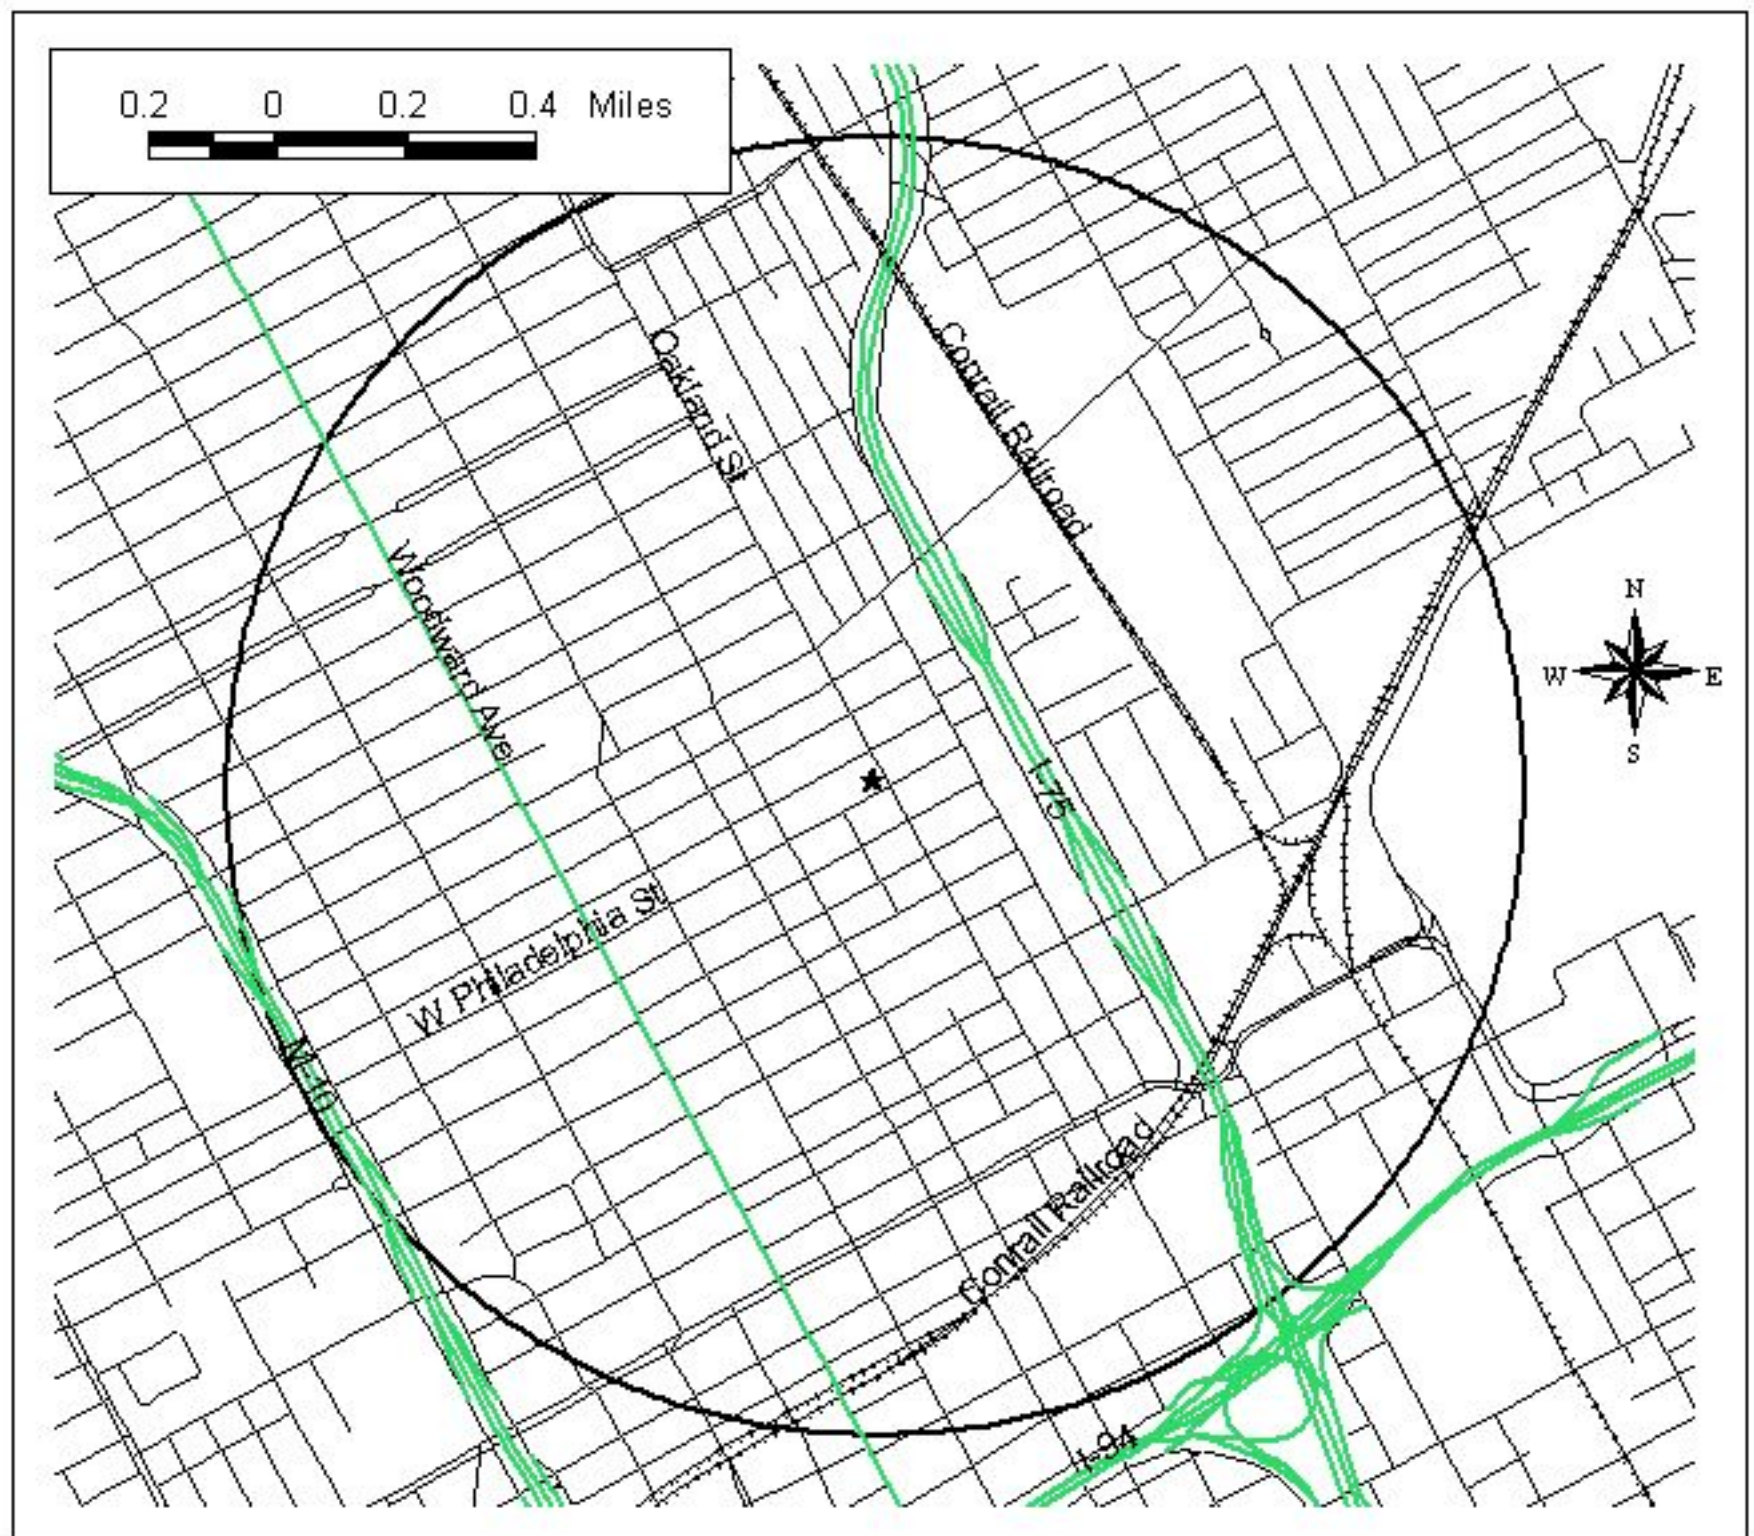 0.2 0 0.2 0.4 Miles
Oakland St
Conrail Railroad
Woodward Ave
N
W E
S
I-75
W Philadelphia St
M-10
Conrail Railroad
I-94